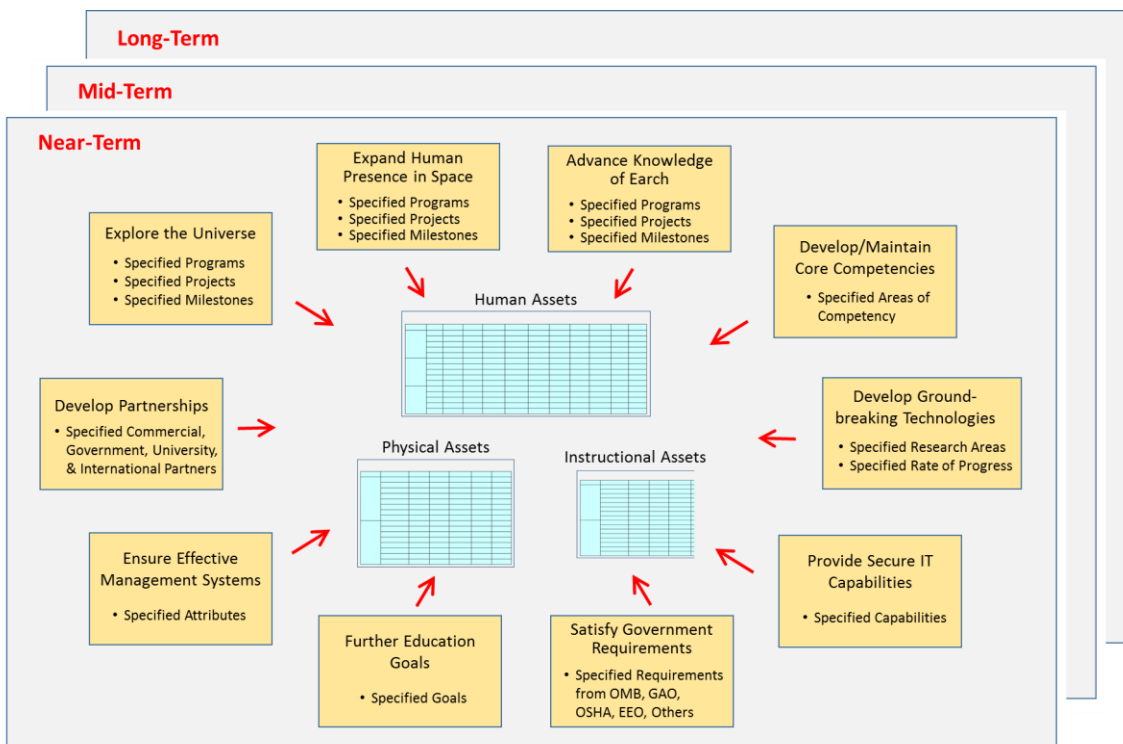 Long-Term
Mid-Term
Near-Term
Expand Human
Presence in Space
• Specified Programs
• Specified Projects
• Specified Milestones
Advance Knowledge
of Earth
• Specified Programs
• Specified Projects
• Specified Milestones
Explore the Universe
• Specified Programs
• Specified Projects
• Specified Milestones
Develop/Maintain
Core Competencies
• Specified Areas of
Competency
Human Assets
Develop Partnerships
• Specified Commercial,
Government, University,
& International Partners
Develop Ground-
breaking Technologies
• Specified Research Areas
• Specified Rate of Progress
Physical Assets
Instructional Assets
Ensure Effective
Management Systems
• Specified Attributes
Provide Secure IT
Capabilities
• Specified Capabilities
Further Education
Goals
• Specified Goals
Satisfy Government
Requirements
• Specified Requirements
from OMB, GAO,
OSHA, EEO, Others